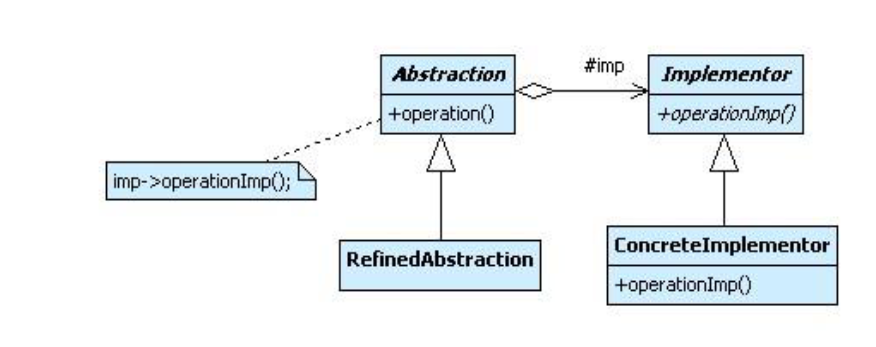 #imp
Abstraction
+operation()
Implementor
+operationImp()
imp->operationImp();
RefinedAbstraction
ConcreteImplementor
+operationImp()